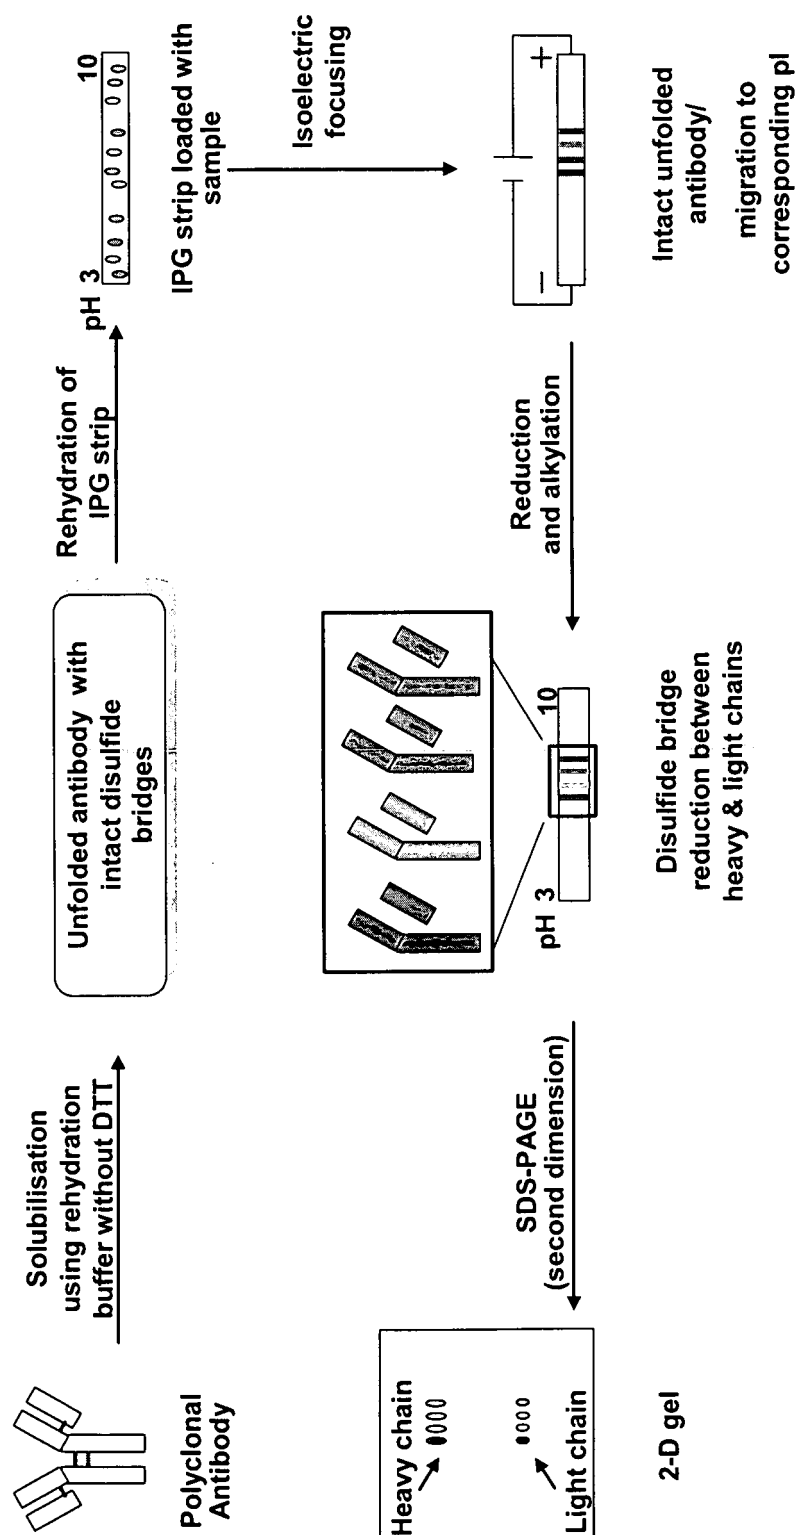 Polyclonal
Antibody
Solubilisation
using rehydration
buffer without DTT
Unfolded antibody with
intact disulfide
bridges
Rehydration of
IPG strip
pH 3
10
IPG strip loaded with
sample
Isoelectric
focusing
−
+
Intact unfolded
antibody/
migration to
corresponding pI
Reduction
and alkylation
pH 3
10
Disulfide bridge
reduction between
heavy & light chains
SDS-PAGE
(second dimension)
Heavy chain
Light chain
2-D gel